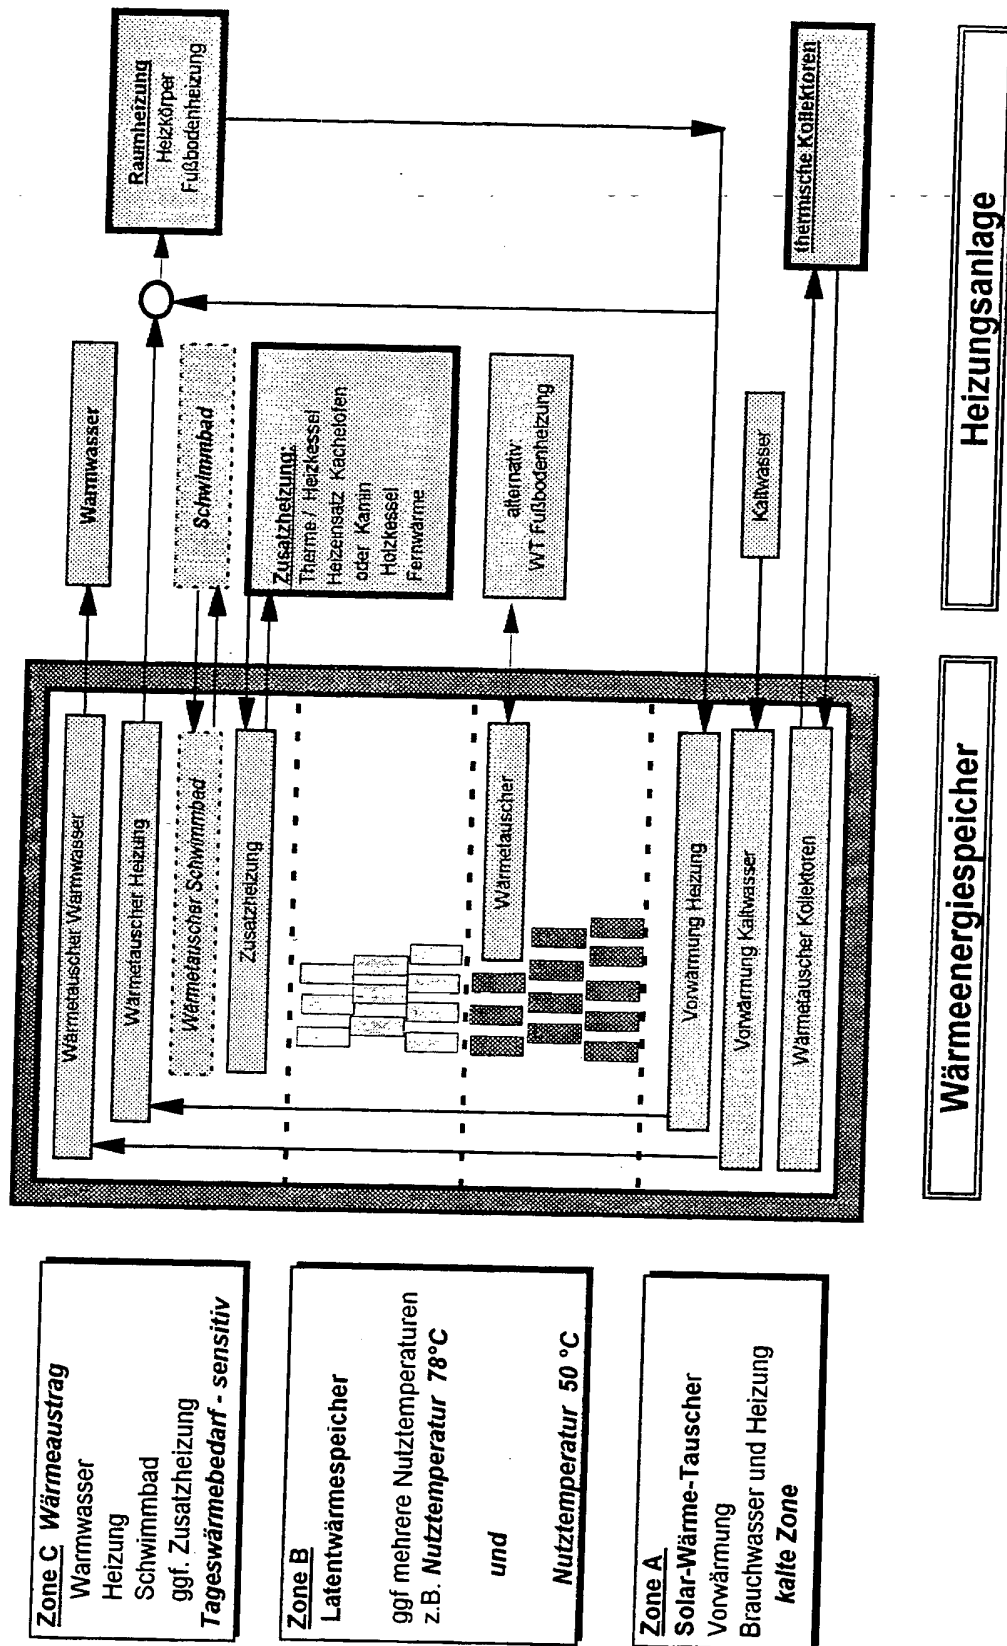 Zone C Wärmeaustrag
Warmwasser
Heizung
Schwimmbad
ggf. Zusatzheizung
Tageswärmebedarf - sensitiv
Zone B
Latentwärmespeicher
ggf mehrere Nutztemperaturen
z.B. Nutztemperatur 78°C
und
Nutztemperatur 50 °C
Zone A
Solar-Wärme-Tauscher
Vorwärmung
Brauchwasser und Heizung
kalte Zone
Wärmetauscher Warmwasser
Wärmetauscher Heizung
Wärmetauscher Schwimmbad
Zusatzheizung
Wärmetauscher
Vorwärmung Heizung
Vorwärmung Kaltwasser
Wärmetauscher Kollektoren
Warmwasser
Schwimmbad
Zusatzheizung:
Therme / Heizkessel
Heizeinsatz Kachelofen
oder Kamin
Holzkessel
Fernwärme
alternativ:
WT Fußbodenheizung
Kaltwasser
Raumheizung
Heizkörper
Fußbodenheizung
thermische Kollektoren
Wärmeenergiespeicher
Heizungsanlage